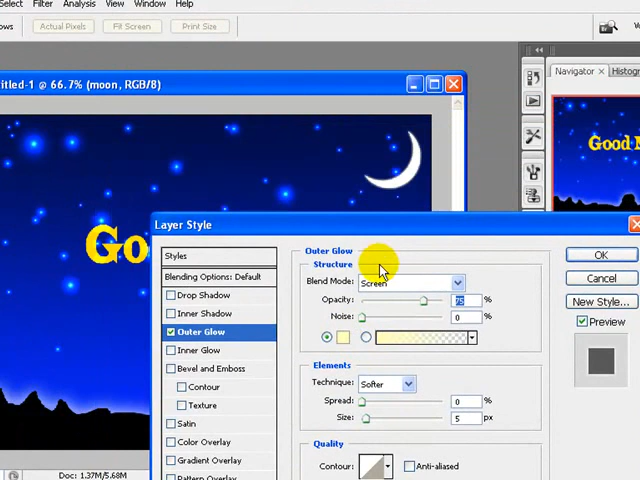 Select Filter Analysis View Window Help
Actual Pixels Fit Screen Print Size
@ 66.7% (moon, RGB/8)
Navigator × Histogr
Good
Goo
Layer Style
Styles
Blending Options: Default
Drop Shadow
Inner Shadow
Outer Glow
Inner Glow
Bevel and Emboss
Contour
Texture
Satin
Color Overlay
Gradient Overlay
Pattern Overlay
Outer Glow
Structure
Blend Mode: Screen
Opacity: 75 %
Noise: 0 %
Elements
Technique: Softer
Spread: 0 %
Size: 5 px
Quality
Contour: Anti-aliased
OK
Cancel
New Style...
Preview
Doc: 1.37M/5.68M